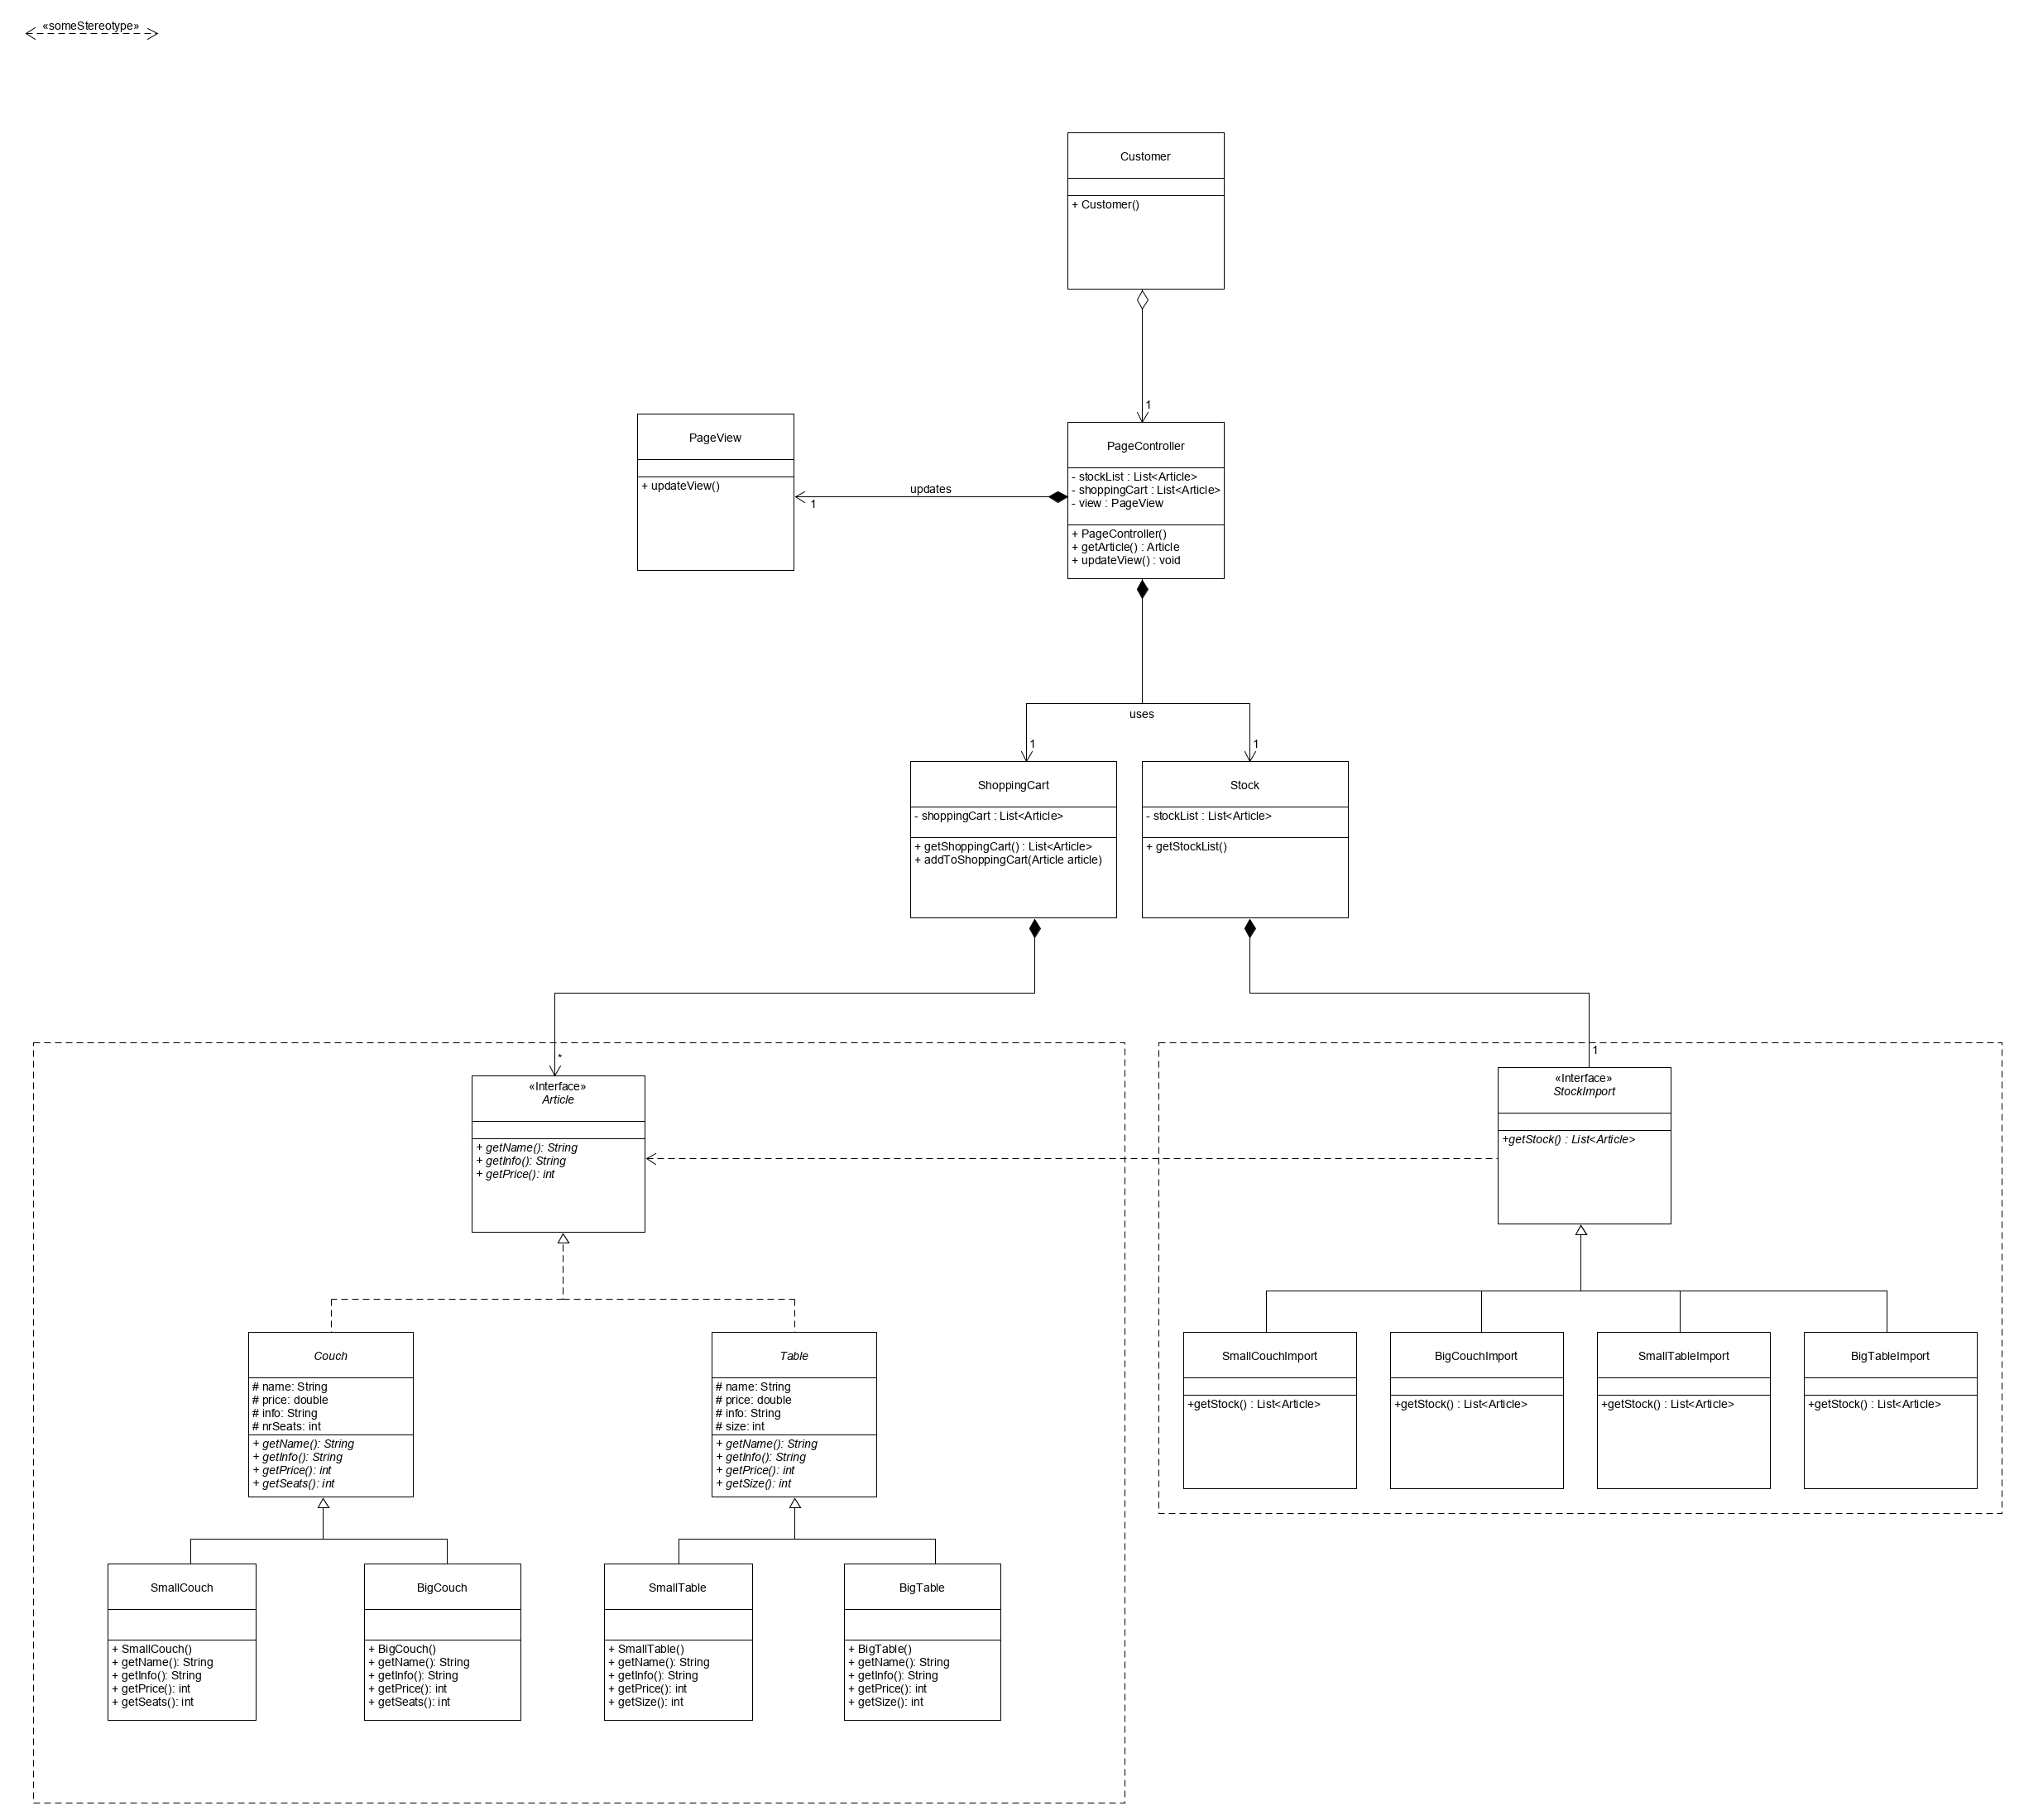 «someStereotype»
Customer
+ Customer()
1
PageView
+ updateView()
updates
1
PageController
- stockList : List<Article>
- shoppingCart : List<Article>
- view : PageView
+ PageController()
+ getArticle() : Article
+ updateView() : void
uses
1
1
ShoppingCart
- shoppingCart : List<Article>
+ getShoppingCart() : List<Article>
+ addToShoppingCart(Article article)
Stock
- stockList : List<Article>
+ getStockList()
*
«Interface»
Article
+ getName(): String
+ getInfo(): String
+ getPrice(): int
1
«Interface»
StockImport
+getStock() : List<Article>
Couch
# name: String
# price: double
# info: String
# nrSeats: int
+ getName(): String
+ getInfo(): String
+ getPrice(): int
+ getSeats(): int
Table
# name: String
# price: double
# info: String
# size: int
+ getName(): String
+ getInfo(): String
+ getPrice(): int
+ getSize(): int
SmallCouchImport
+getStock() : List<Article>
BigCouchImport
+getStock() : List<Article>
SmallTableImport
+getStock() : List<Article>
BigTableImport
+getStock() : List<Article>
SmallCouch
+ SmallCouch()
+ getName(): String
+ getInfo(): String
+ getPrice(): int
+ getSeats(): int
BigCouch
+ BigCouch()
+ getName(): String
+ getInfo(): String
+ getPrice(): int
+ getSeats(): int
SmallTable
+ SmallTable()
+ getName(): String
+ getInfo(): String
+ getPrice(): int
+ getSize(): int
BigTable
+ BigTable()
+ getName(): String
+ getInfo(): String
+ getPrice(): int
+ getSize(): int